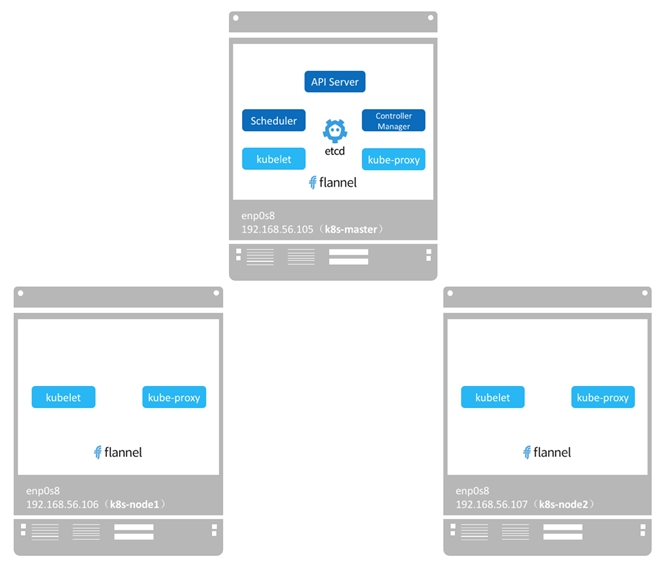 API Server
Scheduler
Controller
Manager
etcd
kubelet
kube-proxy
flannel
enp0s8
192.168.56.105（k8s-master）
kubelet
kube-proxy
flannel
enp0s8
192.168.56.106（k8s-node1）
kubelet
kube-proxy
flannel
enp0s8
192.168.56.107（k8s-node2）